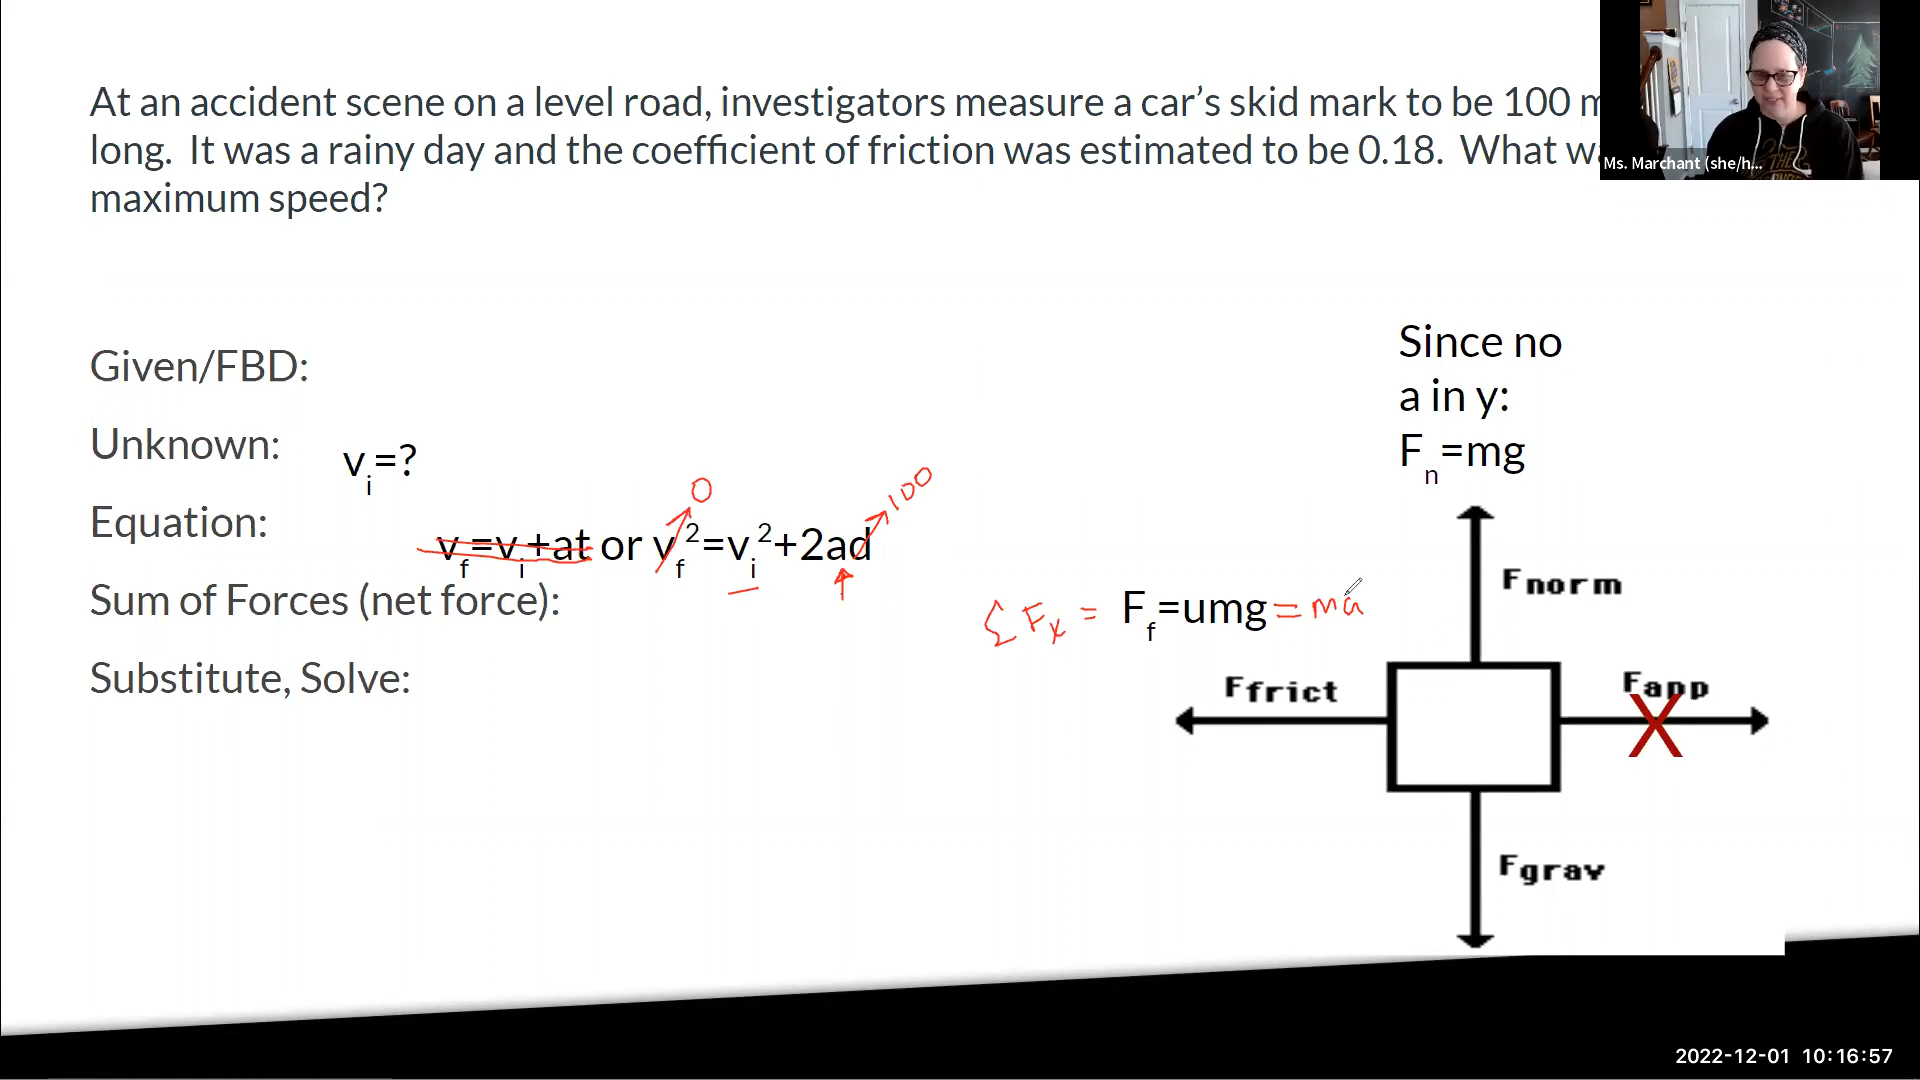 At an accident scene on a level road, investigators measure a car's skid mark to be 100 m
long. It was a rainy day and the coefficient of friction was estimated to be 0.18. What
maximum speed?
Ms. Marchant (she/h...
Given/FBD:
Unknown:
vi=?
Equation:
vf=vi+at or vf²=vi²+2ad
0
100
Sum of Forces (net force):
Substitute, Solve:
Since no
a in y:
Fn=mg
ΣFx = Ff=umg=ma
Fnorm
Ffrict
Fapp
X
Fgrav
2022-12-01 10:16:57